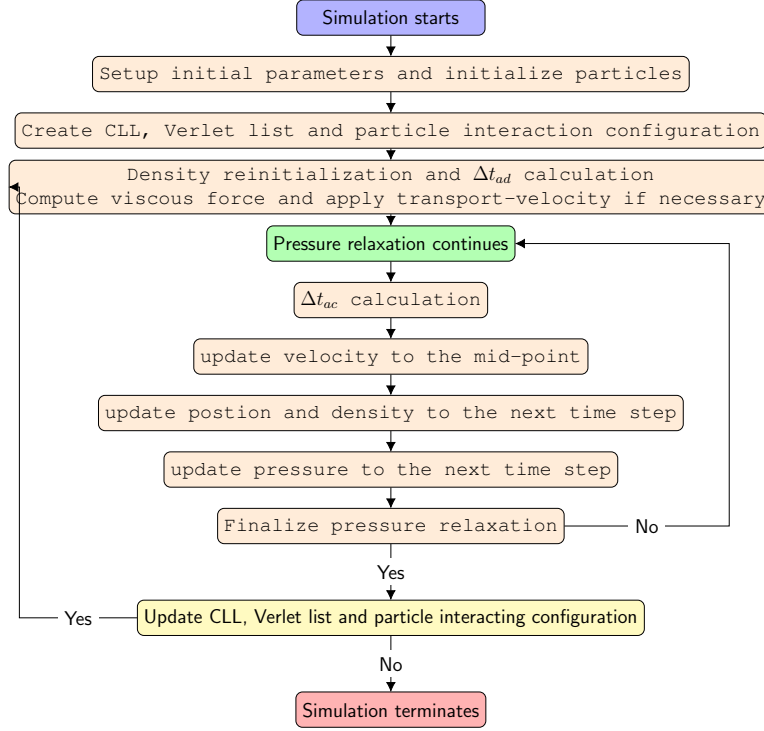 Simulation starts
Setup initial parameters and initialize particles
Create CLL, Verlet list and particle interaction configuration
Density reinitialization and Δt_ad calculation
Compute viscous force and apply transport-velocity if necessary
Pressure relaxation continues
Δt_ac calculation
update velocity to the mid-point
update postion and density to the next time step
update pressure to the next time step
Finalize pressure relaxation
No
Yes
Yes
Update CLL, Verlet list and particle interacting configuration
No
Simulation terminates